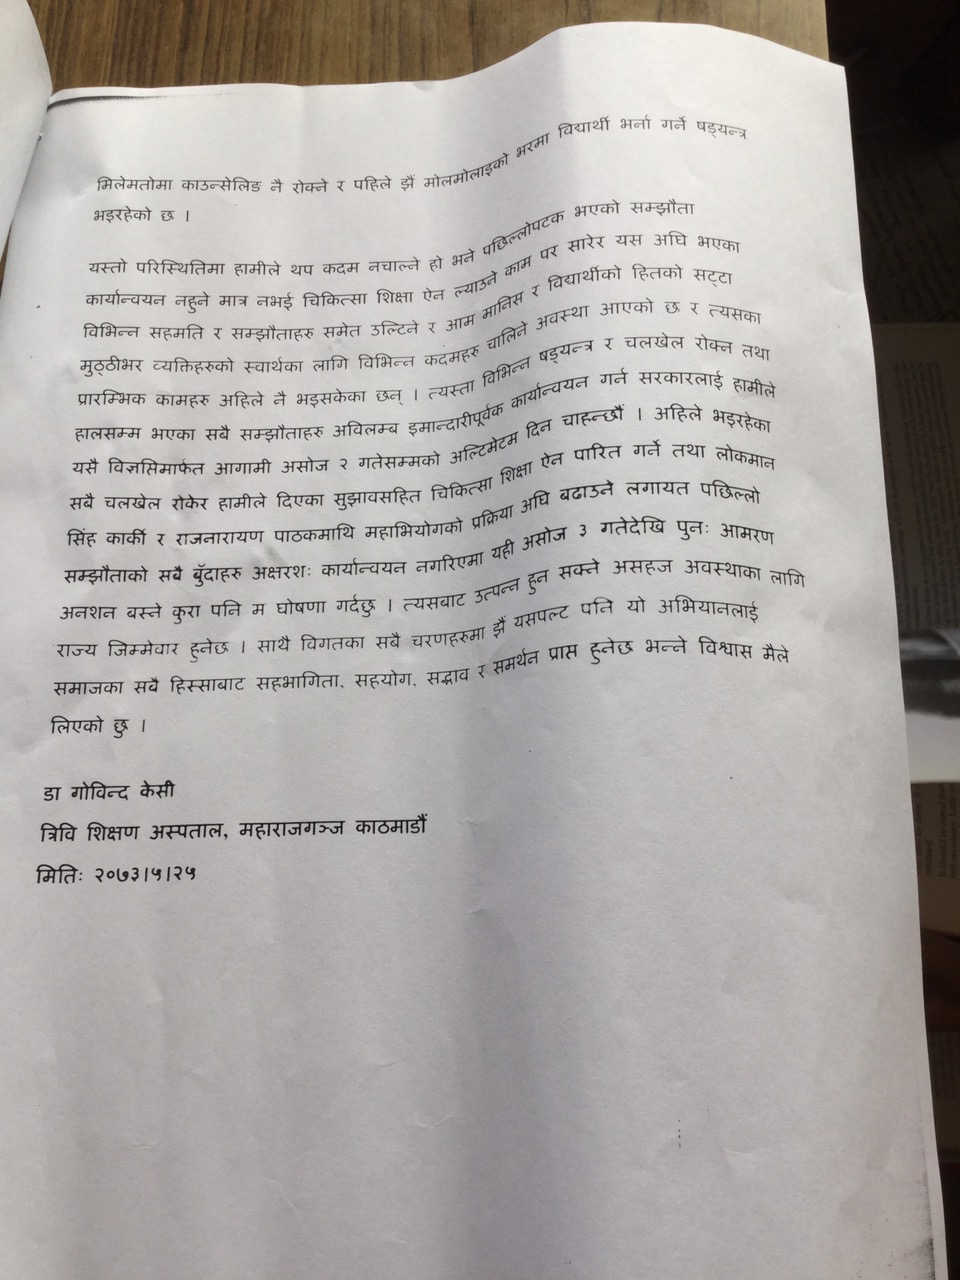 मिलेमतोमा काउन्सेलिङ नै रोक्ने र पहिले झैं मोलमोलाइको भरमा विद्यार्थी भर्ना गर्ने षड्यन्त्र
भइरहेको छ ।
यस्तो परिस्थितिमा हामीले थप कदम नचाल्ने हो भने पछिल्लोपटक भएको सम्झौता
कार्यान्वयन नहुने मात्र नभई चिकित्सा शिक्षा ऐन ल्याउने काम पर सारेर यस अघि भएका
विभिन्न सहमति र सम्झौताहरु समेत उल्टिने र आम मानिस र विद्यार्थीको हितको सट्टा
मुठ्ठीभर व्यक्तिहरुको स्वार्थका लागि विभिन्न कदमहरु चालिने अवस्था आएको छ र त्यसका
प्रारम्भिक कामहरु अहिले नै भइसकेका छन् । त्यस्ता विभिन्न षड्यन्त्र र चलखेल रोक्न तथा
हालसम्म भएका सबै सम्झौताहरु अविलम्ब इमान्दारीपूर्वक कार्यान्वयन गर्न सरकारलाई हामीले
यसै विज्ञप्तिमार्फत आगामी असोज २ गतेसम्मको अल्टिमेटम दिन चाहन्छौं । अहिले भइरहेका
सबै चलखेल रोकेर हामीले दिएका सुझावसहित चिकित्सा शिक्षा ऐन पारित गर्ने तथा लोकमान
सिंह कार्की र राजनारायण पाठकमाथि महाभियोगको प्रक्रिया अघि बढाउने लगायत पछिल्लो
सम्झौताको सबै बुँदाहरु अक्षरशः कार्यान्वयन नगरिएमा यही असोज ३ गतेदेखि पुनः आमरण
अनशन बस्ने कुरा पनि म घोषणा गर्दछु । त्यसबाट उत्पन्न हुन सक्ने असहज अवस्थाका लागि
राज्य जिम्मेवार हुनेछ । साथै विगतका सबै चरणहरुमा झैं यसपल्ट पनि यो अभियानलाई
समाजका सबै हिस्साबाट सहभागिता, सहयोग, सद्भाव र समर्थन प्राप्त हुनेछ भन्ने विश्वास मैले
लिएको छु ।
डा गोविन्द केसी
त्रिवि शिक्षण अस्पताल, महाराजगञ्ज काठमाडौं
मितिः २०७३।५।२५